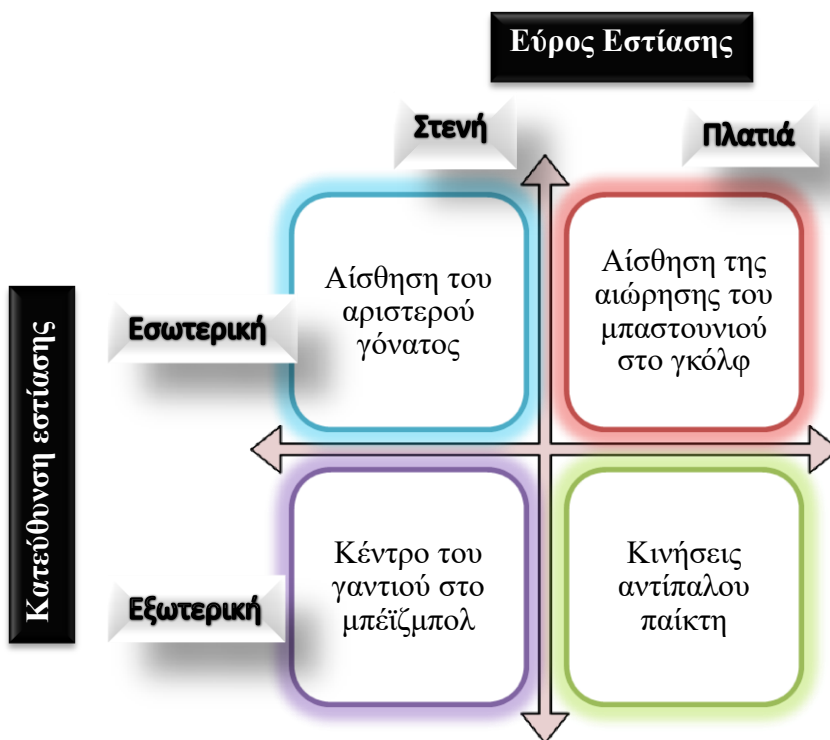 Εύρος Εστίασης
Στενή
Πλατιά
Κατεύθυνση εστίασης
Εσωτερική
Αίσθηση του
αριστερού
γόνατος
Αίσθηση της
αιώρησης του
μπαστουνιού
στο γκόλφ
Εξωτερική
Κέντρο του
γαντιού στο
μπέϊζμπολ
Κινήσεις
αντίπαλου
παίκτη